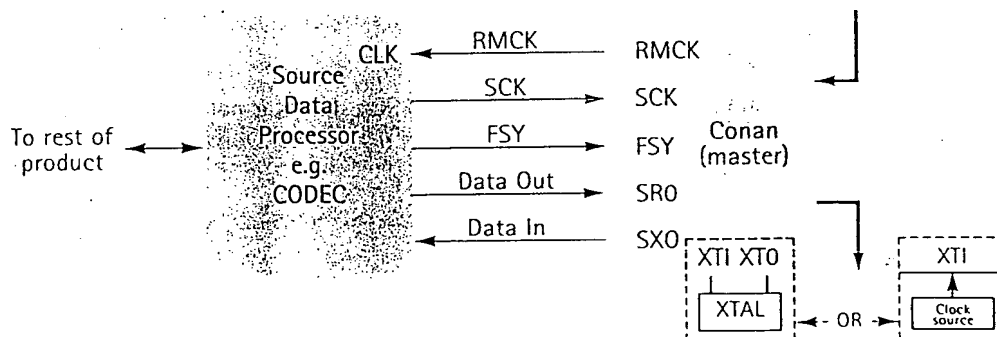 CLK
RMCK
RMCK
Source
Data
Processor
e.g.
CODEC
SCK
SCK
To rest of
product
FSY
FSY
Conan
(master)
Data Out
SR0
Data In
SX0
XTI XTO
XTAL
- OR -
XTI
Clock
source